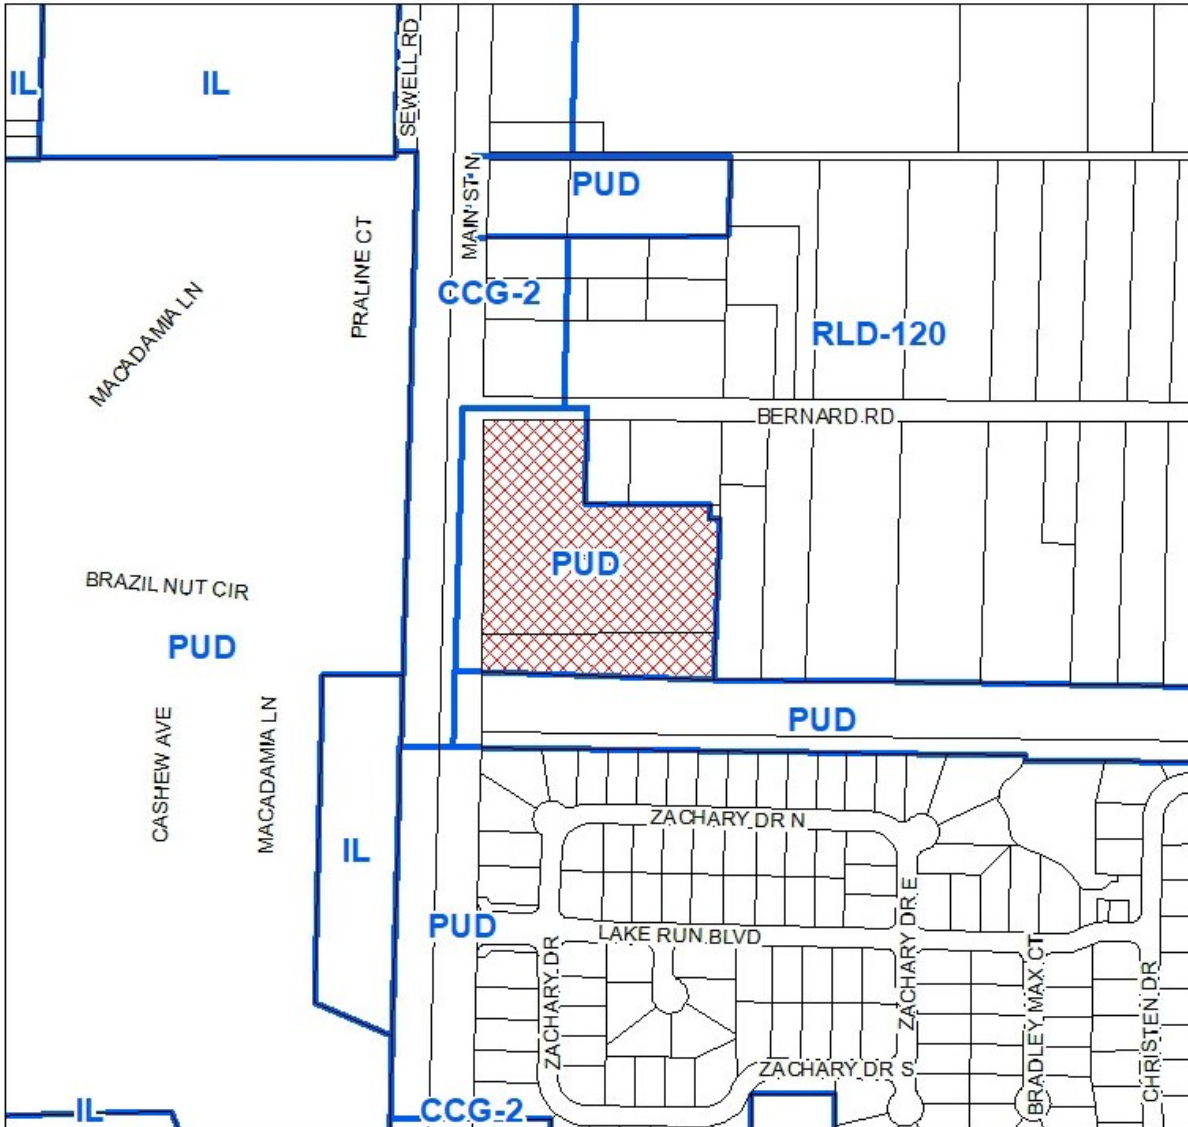 IL
IL
SEWELL RD
MAIN ST N
PUD
PRALINE CT
MACADAMIA LN
CCG-2
RLD-120
BERNARD RD
PUD
BRAZIL NUT CIR
PUD
CASHEW AVE
MACADAMIA LN
PUD
ZACHARY DR N
IL
ZACHARY DR E
PUD
LAKE RUN BLVD
ZACHARY DR
BRADLEY MAX CT
CHRISTEN DR
ZACHARY DR S
IL
CCG-2